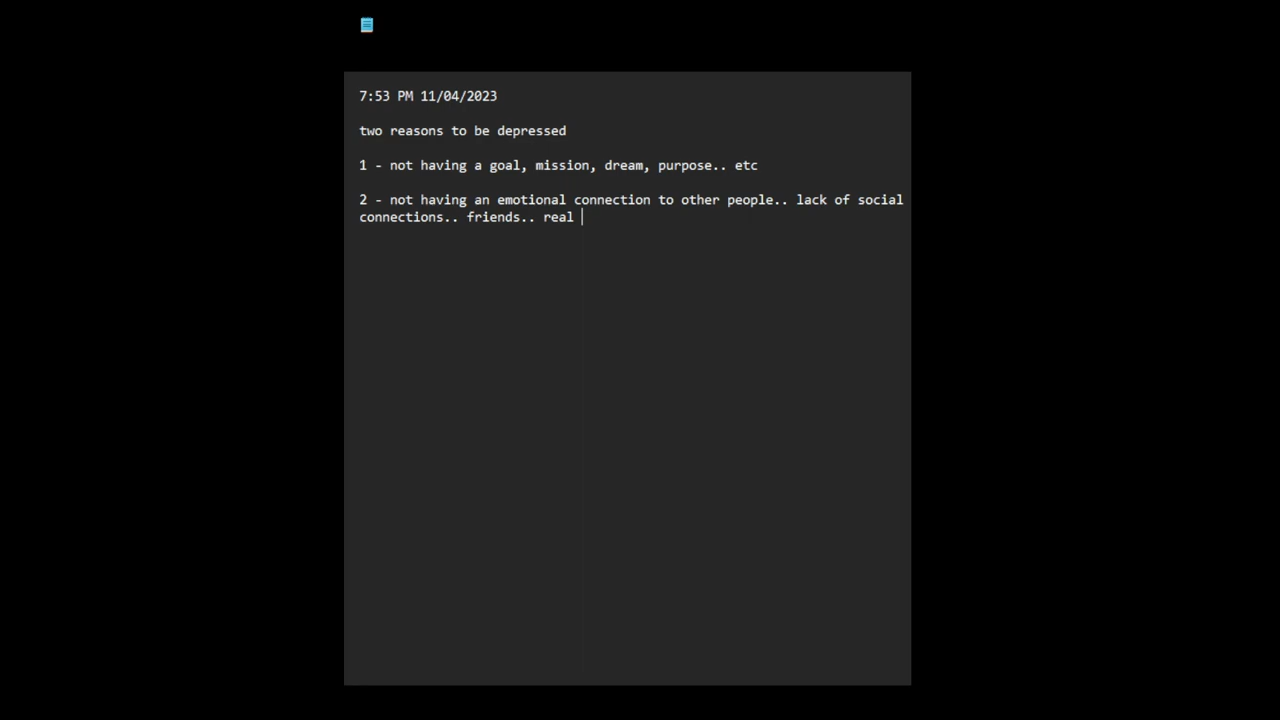 7:53 PM 11/04/2023
two reasons to be depressed
1 - not having a goal, mission, dream, purpose.. etc
2 - not having an emotional connection to other people.. lack of social
connections.. friends.. real